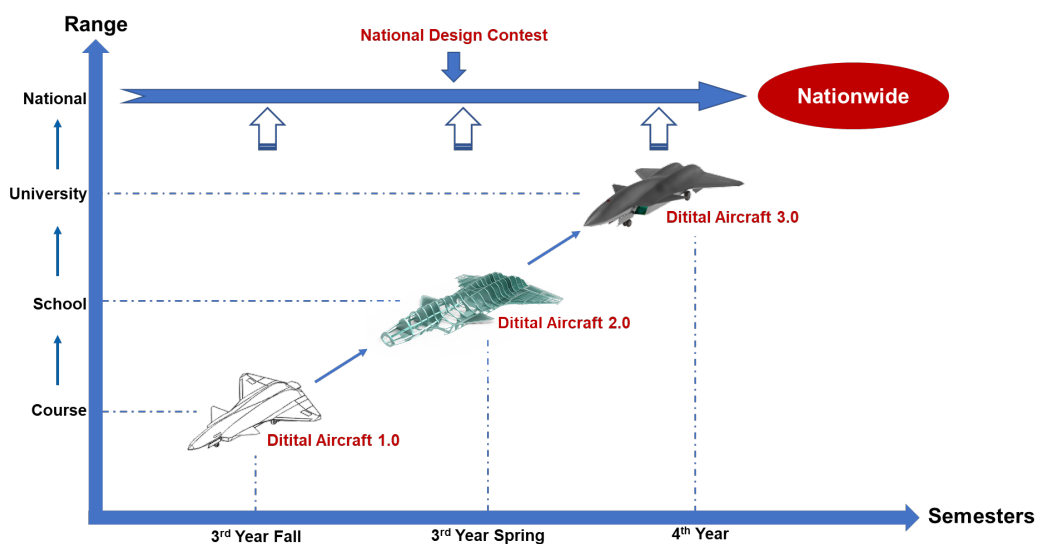 Range
National Design Contest
National
Nationwide
University
Ditital Aircraft 3.0
School
Ditital Aircraft 2.0
Course
Ditital Aircraft 1.0
Semesters
3rd Year Fall
3rd Year Spring
4th Year